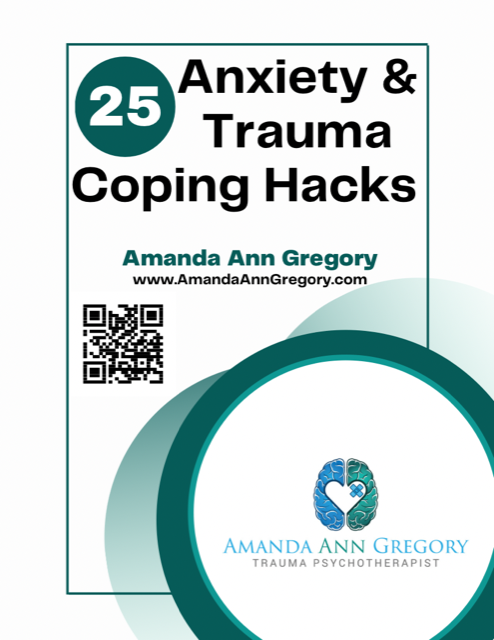 25
Anxiety &
Trauma
Coping Hacks
Amanda Ann Gregory
www.AmandaAnnGregory.com
AMANDA ANN GREGORY
TRAUMA PSYCHOTHERAPIST